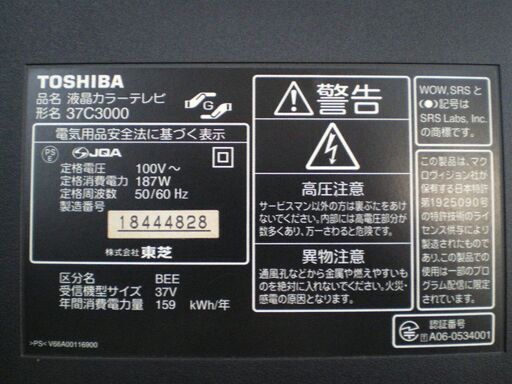 TOSHIBA
品名 液晶カラーテレビ
形名 37C3000
G
電気用品安全法に基づく表示
PS E JQA
定格電圧 100V～
定格消費電力 187W
定格周波数 50/60 Hz
製造番号
18444828
株式会社 東芝
区分名 BEE
受信機型サイズ 37V
年間消費電力量 159 kWh/年
>PS< V66A00116900
警告
高圧注意
サービスマン以外の方は裏ぶたをあけ
ないでください。内部には高電圧部分が
数多くあり、万一さわると危険です。
異物注意
通風孔などから金属や燃えやすいも
のを絶対に入れないでください。火災・
感電の原因となります。
WOW, SRS と
(●)記号は
SRS Labs, Inc.
の商標です。
この製品は、マク
ロヴィジョン社が
保有する日本特許
第1925090号
の特許技術のライ
センス供与により
製造されたもので
あって、この製品の
使用は一部のプロ
グラム配信に限定
されています。
認証番号
A06-0534001